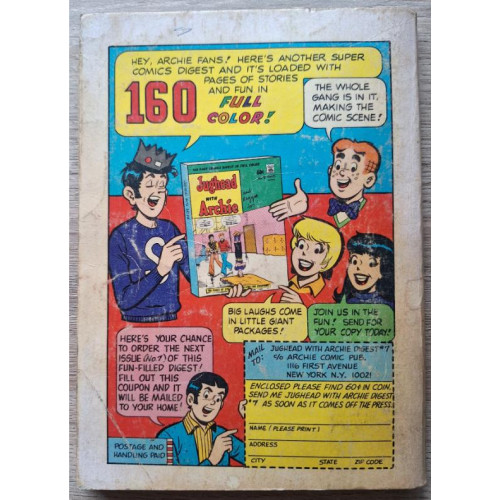 HEY, ARCHIE FANS! HERE'S ANOTHER SUPER
COMICS DIGEST AND IT'S LOADED WITH
160 PAGES OF STORIES
AND FUN IN
FULL
COLOR!
THE WHOLE
GANG IS IN IT,
MAKING THE
COMIC SCENE!
Jughead
WITH
Archie
BIG LAUGHS COME
IN LITTLE GIANT
PACKAGES!
JOIN US IN THE
FUN! SEND FOR
YOUR COPY TODAY!
HERE'S YOUR CHANCE
TO ORDER THE NEXT
ISSUE (No. 7) OF THIS
FUN-FILLED DIGEST!
FILL OUT THIS
COUPON AND IT WILL
BE MAILED
TO YOUR HOME!
POSTAGE AND
HANDLING PAID
MAIL
TO:
JUGHEAD WITH ARCHIE DIGEST #7
c/o ARCHIE COMIC PUB.
1116 FIRST AVENUE
NEW YORK N.Y. 10021
ENCLOSED PLEASE FIND 60¢ IN COIN.
SEND ME JUGHEAD WITH ARCHIE DIGEST
#7 AS SOON AS IT COMES OFF THE PRESS.
NAME (PLEASE PRINT)
ADDRESS
CITY STATE ZIP CODE